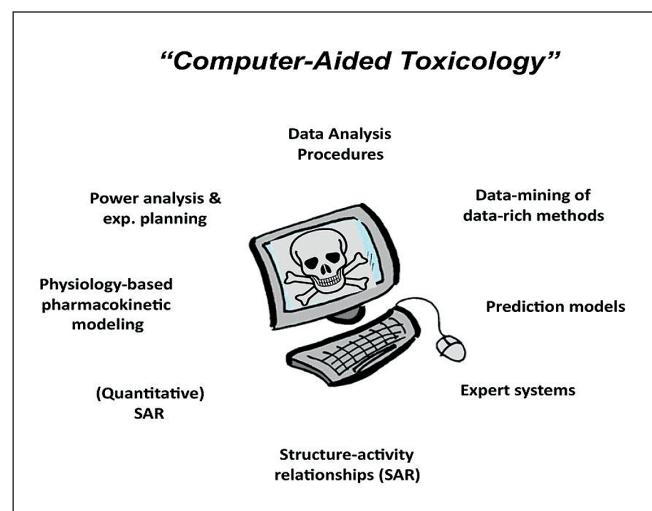 “Computer-Aided Toxicology”
Data Analysis
Procedures
Power analysis &
exp. planning
Data-mining of
data-rich methods
Physiology-based
pharmacokinetic
modeling
Prediction models
(Quantitative)
SAR
Expert systems
Structure-activity
relationships (SAR)